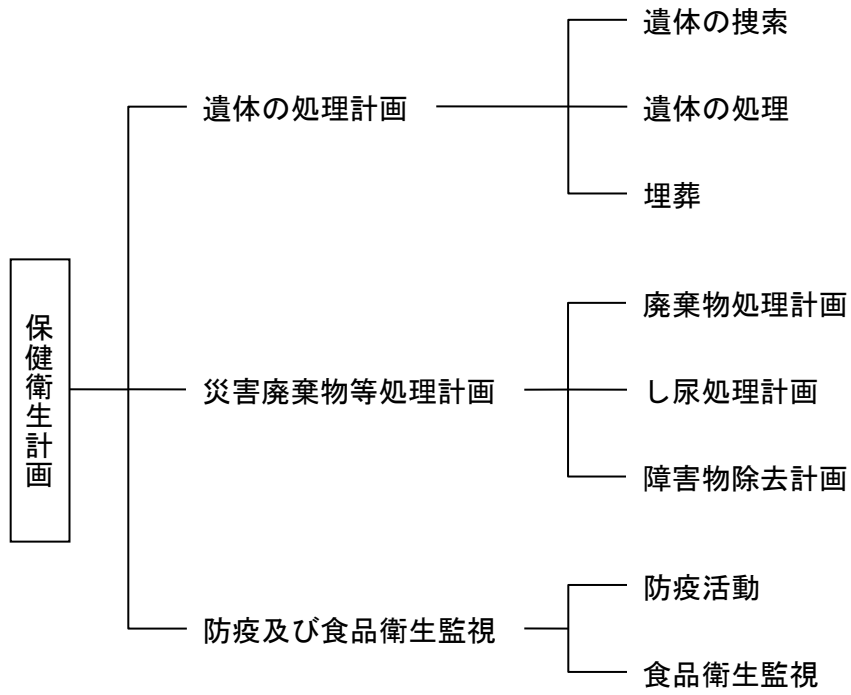 保健衛生計画
遺体の処理計画
遺体の捜索
遺体の処理
埋葬
災害廃棄物等処理計画
廃棄物処理計画
し尿処理計画
障害物除去計画
防疫及び食品衛生監視
防疫活動
食品衛生監視